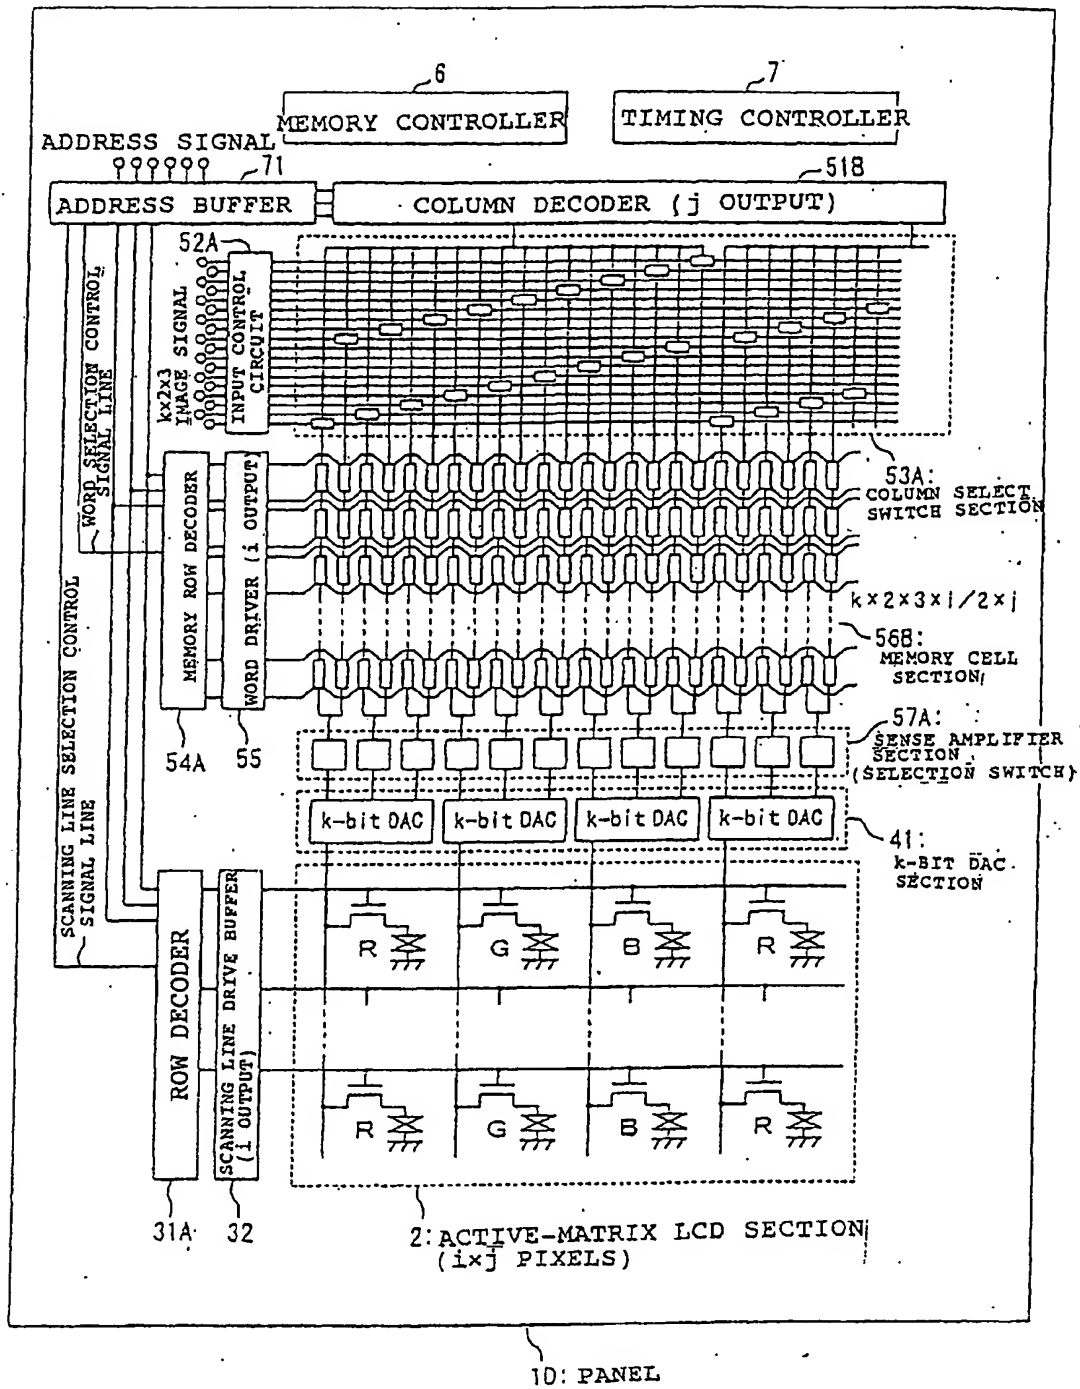 6
7
MEMORY CONTROLLER
TIMING CONTROLLER
ADDRESS SIGNAL
71
51B
ADDRESS BUFFER
COLUMN DECODER (j OUTPUT)
52A
WORD SELECTION CONTROL
SIGNAL LINE
k×2×3
IMAGE SIGNAL
INPUT CONTROL
CIRCUIT
53A:
COLUMN SELECT
SWITCH SECTION
MEMORY ROW DECODER
WORD DRIVER (i OUTPUT)
k×2×3×i/2×j
56B:
MEMORY CELL
SECTION
54A
55
57A:
SENSE AMPLIFIER
SECTION
(SELECTION SWITCH)
k-bit DAC
k-bit DAC
k-bit DAC
k-bit DAC
41:
k-BIT DAC
SECTION
SCANNING LINE SELECTION CONTROL
SIGNAL LINE
ROW DECODER
SCANNING LINE DRIVE BUFFER
(i OUTPUT)
R
G
B
R
R
G
B
R
31A
32
2: ACTIVE-MATRIX LCD SECTION
(i×j PIXELS)
1D: PANEL